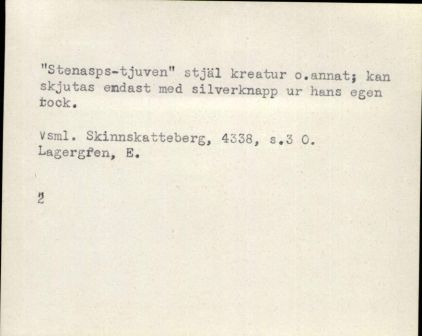 "Stenasps-tjuven" stjäl kreatur o.annat; kan
skjutas endast med silverknapp ur hans egen
rock.
Vsml. Skinnskatteberg, 4338, s.3 O.
Lagergren, E.
2